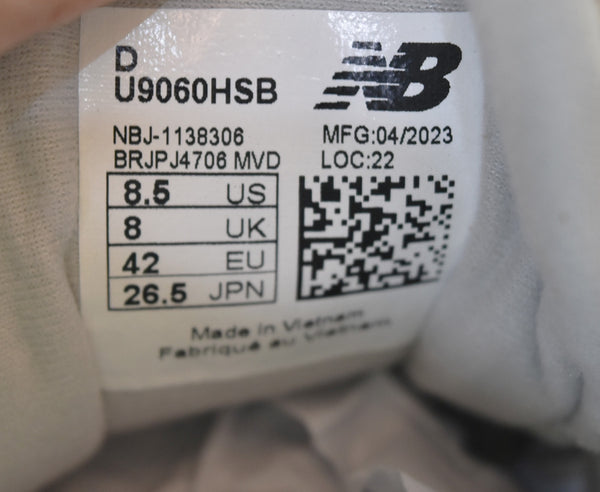 D
U9060HSB
NB
NBJ-1138306
MFG:04/2023
BRJPJ4706 MVD
LOC:22
8.5 US
8 UK
42 EU
26.5 JPN
Made in Vietnam
Fabriqué au Vietnam